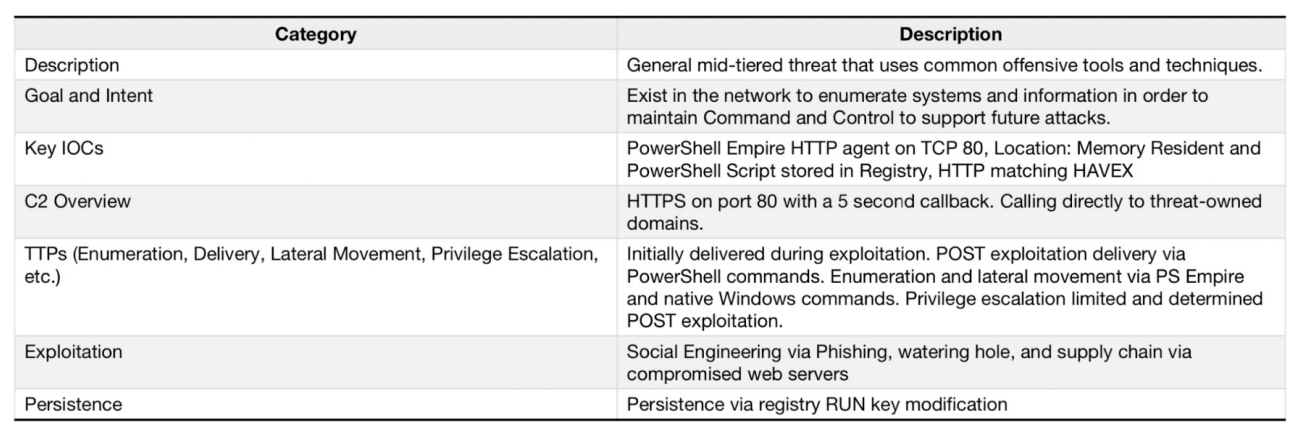 Category Description
Description General mid-tiered threat that uses common offensive tools and techniques.
Goal and Intent Exist in the network to enumerate systems and information in order to
maintain Command and Control to support future attacks.
Key IOCs PowerShell Empire HTTP agent on TCP 80, Location: Memory Resident and
PowerShell Script stored in Registry, HTTP matching HAVEX
C2 Overview HTTPS on port 80 with a 5 second callback. Calling directly to threat-owned
domains.
TTPs (Enumeration, Delivery, Lateral Movement, Privilege Escalation,
etc.)
Initially delivered during exploitation. POST exploitation delivery via
PowerShell commands. Enumeration and lateral movement via PS Empire
and native Windows commands. Privilege escalation limited and determined
POST exploitation.
Exploitation Social Engineering via Phishing, watering hole, and supply chain via
compromised web servers
Persistence Persistence via registry RUN key modification